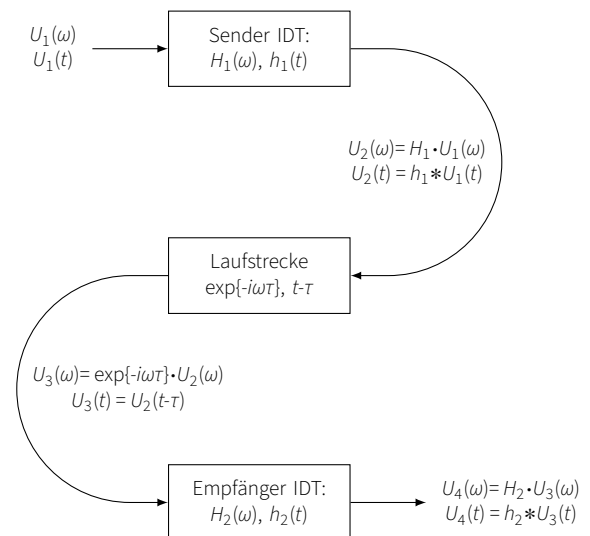 U₁(ω)
U₁(t)
Sender IDT:
H₁(ω), h₁(t)
U₂(ω)= H₁·U₁(ω)
U₂(t) = h₁∗U₁(t)
Laufstrecke
exp{-iωτ}, t-τ
U₃(ω)= exp{-iωτ}·U₂(ω)
U₃(t) = U₂(t-τ)
Empfänger IDT:
H₂(ω), h₂(t)
U₄(ω)= H₂·U₃(ω)
U₄(t) = h₂∗U₃(t)